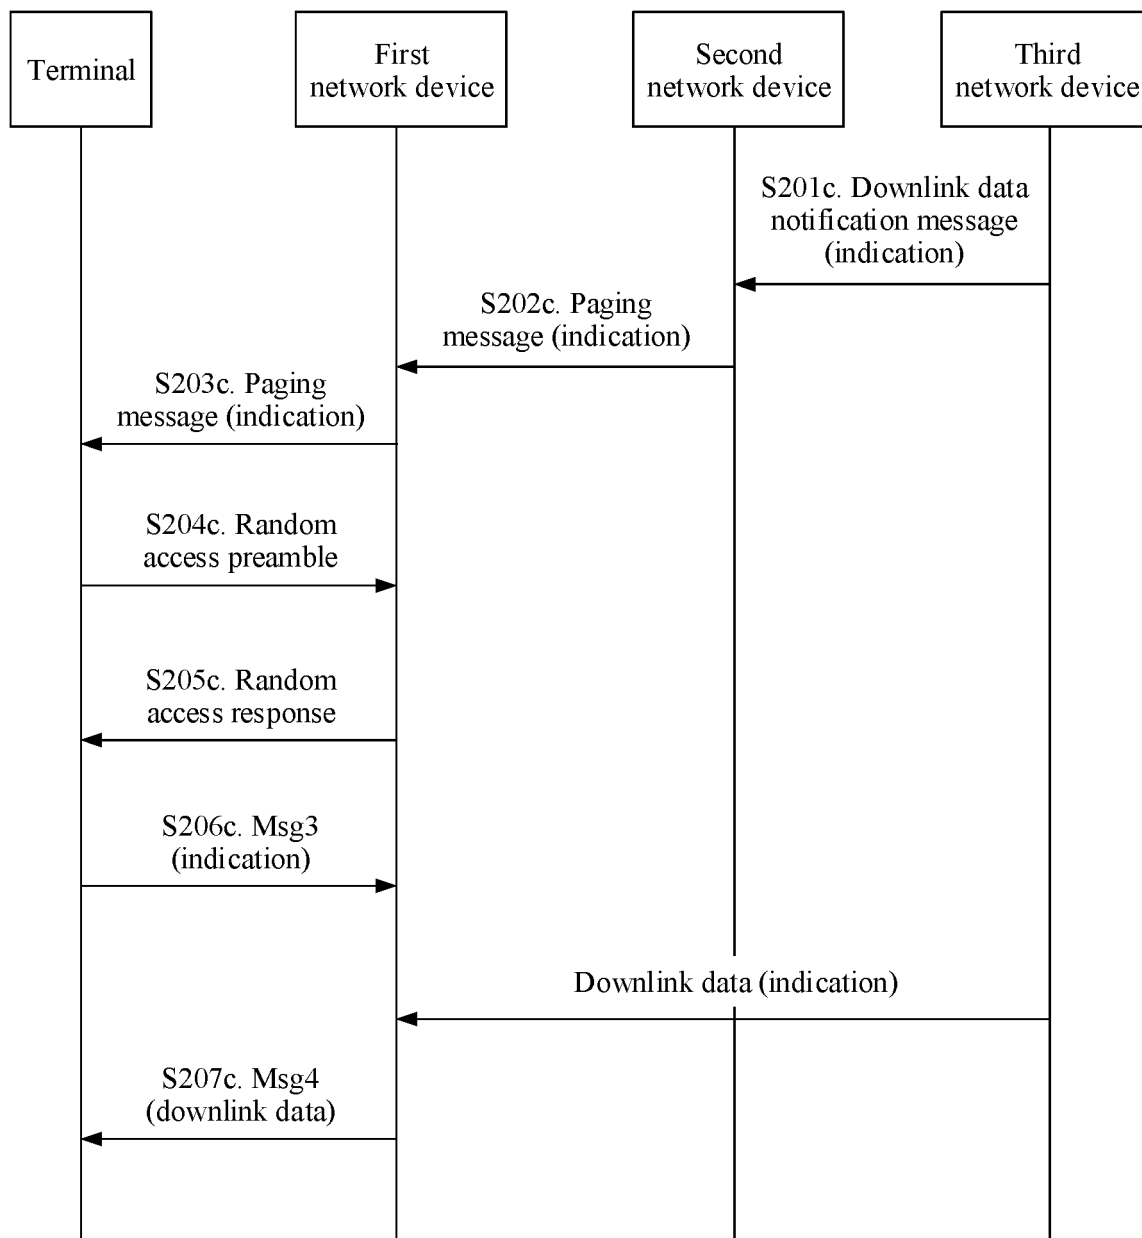 Terminal
First
network device
Second
network device
Third
network device
S201c. Downlink data
notification message
(indication)
S202c. Paging
message (indication)
S203c. Paging
message (indication)
S204c. Random
access preamble
S205c. Random
access response
S206c. Msg3
(indication)
Downlink data (indication)
S207c. Msg4
(downlink data)